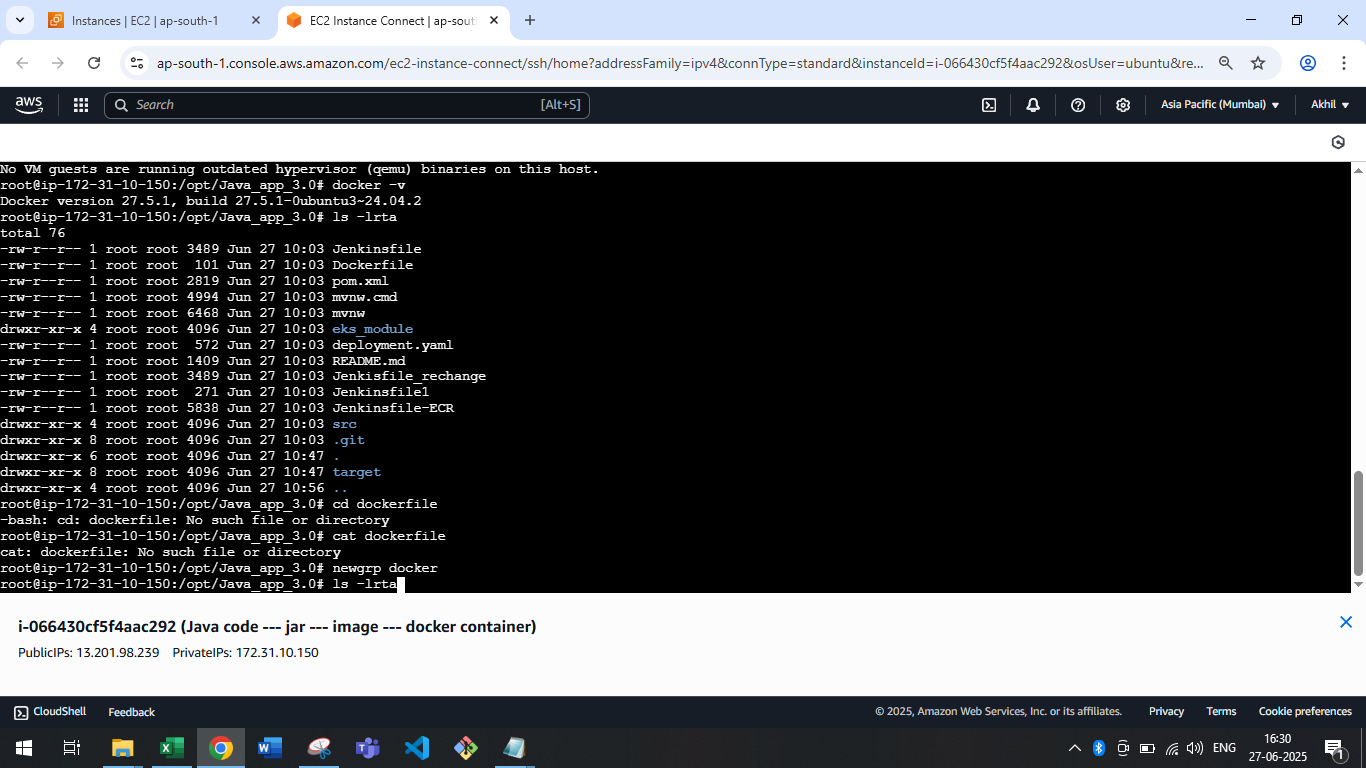 Instances | EC2 | ap-south-1
EC2 Instance Connect | ap-sout
ap-south-1.console.aws.amazon.com/ec2-instance-connect/ssh/home?addressFamily=ipv4&connType=standard&instanceId=i-066430cf5f4aac292&osUser=ubuntu&re...
aws
Search
[Alt+S]
Asia Pacific (Mumbai)
Akhil
No VM guests are running outdated hypervisor (qemu) binaries on this host.
root@ip-172-31-10-150:/opt/Java_app_3.0# docker -v
Docker version 27.5.1, build 27.5.1-0ubuntu3~24.04.2
root@ip-172-31-10-150:/opt/Java_app_3.0# ls -lrta
total 76
-rw-r--r-- 1 root root 3489 Jun 27 10:03 Jenkinsfile
-rw-r--r-- 1 root root  101 Jun 27 10:03 Dockerfile
-rw-r--r-- 1 root root 2819 Jun 27 10:03 pom.xml
-rw-r--r-- 1 root root 4994 Jun 27 10:03 mvnw.cmd
-rw-r--r-- 1 root root 6468 Jun 27 10:03 mvnw
drwxr-xr-x 4 root root 4096 Jun 27 10:03 eks_module
-rw-r--r-- 1 root root  572 Jun 27 10:03 deployment.yaml
-rw-r--r-- 1 root root 1409 Jun 27 10:03 README.md
-rw-r--r-- 1 root root 3489 Jun 27 10:03 Jenkisfile_rechange
-rw-r--r-- 1 root root  271 Jun 27 10:03 Jenkinsfile1
-rw-r--r-- 1 root root 5838 Jun 27 10:03 Jenkinsfile-ECR
drwxr-xr-x 4 root root 4096 Jun 27 10:03 src
drwxr-xr-x 8 root root 4096 Jun 27 10:03 .git
drwxr-xr-x 6 root root 4096 Jun 27 10:47 .
drwxr-xr-x 8 root root 4096 Jun 27 10:47 target
drwxr-xr-x 4 root root 4096 Jun 27 10:56 ..
root@ip-172-31-10-150:/opt/Java_app_3.0# cd dockerfile
-bash: cd: dockerfile: No such file or directory
root@ip-172-31-10-150:/opt/Java_app_3.0# cat dockerfile
cat: dockerfile: No such file or directory
root@ip-172-31-10-150:/opt/Java_app_3.0# newgrp docker
root@ip-172-31-10-150:/opt/Java_app_3.0# ls -lrta
i-066430cf5f4aac292 (Java code --- jar --- image --- docker container)
PublicIPs: 13.201.98.239 PrivateIPs: 172.31.10.150
CloudShell
Feedback
© 2025, Amazon Web Services, Inc. or its affiliates.
Privacy
Terms
Cookie preferences
ENG
16:30
27-06-2025
1